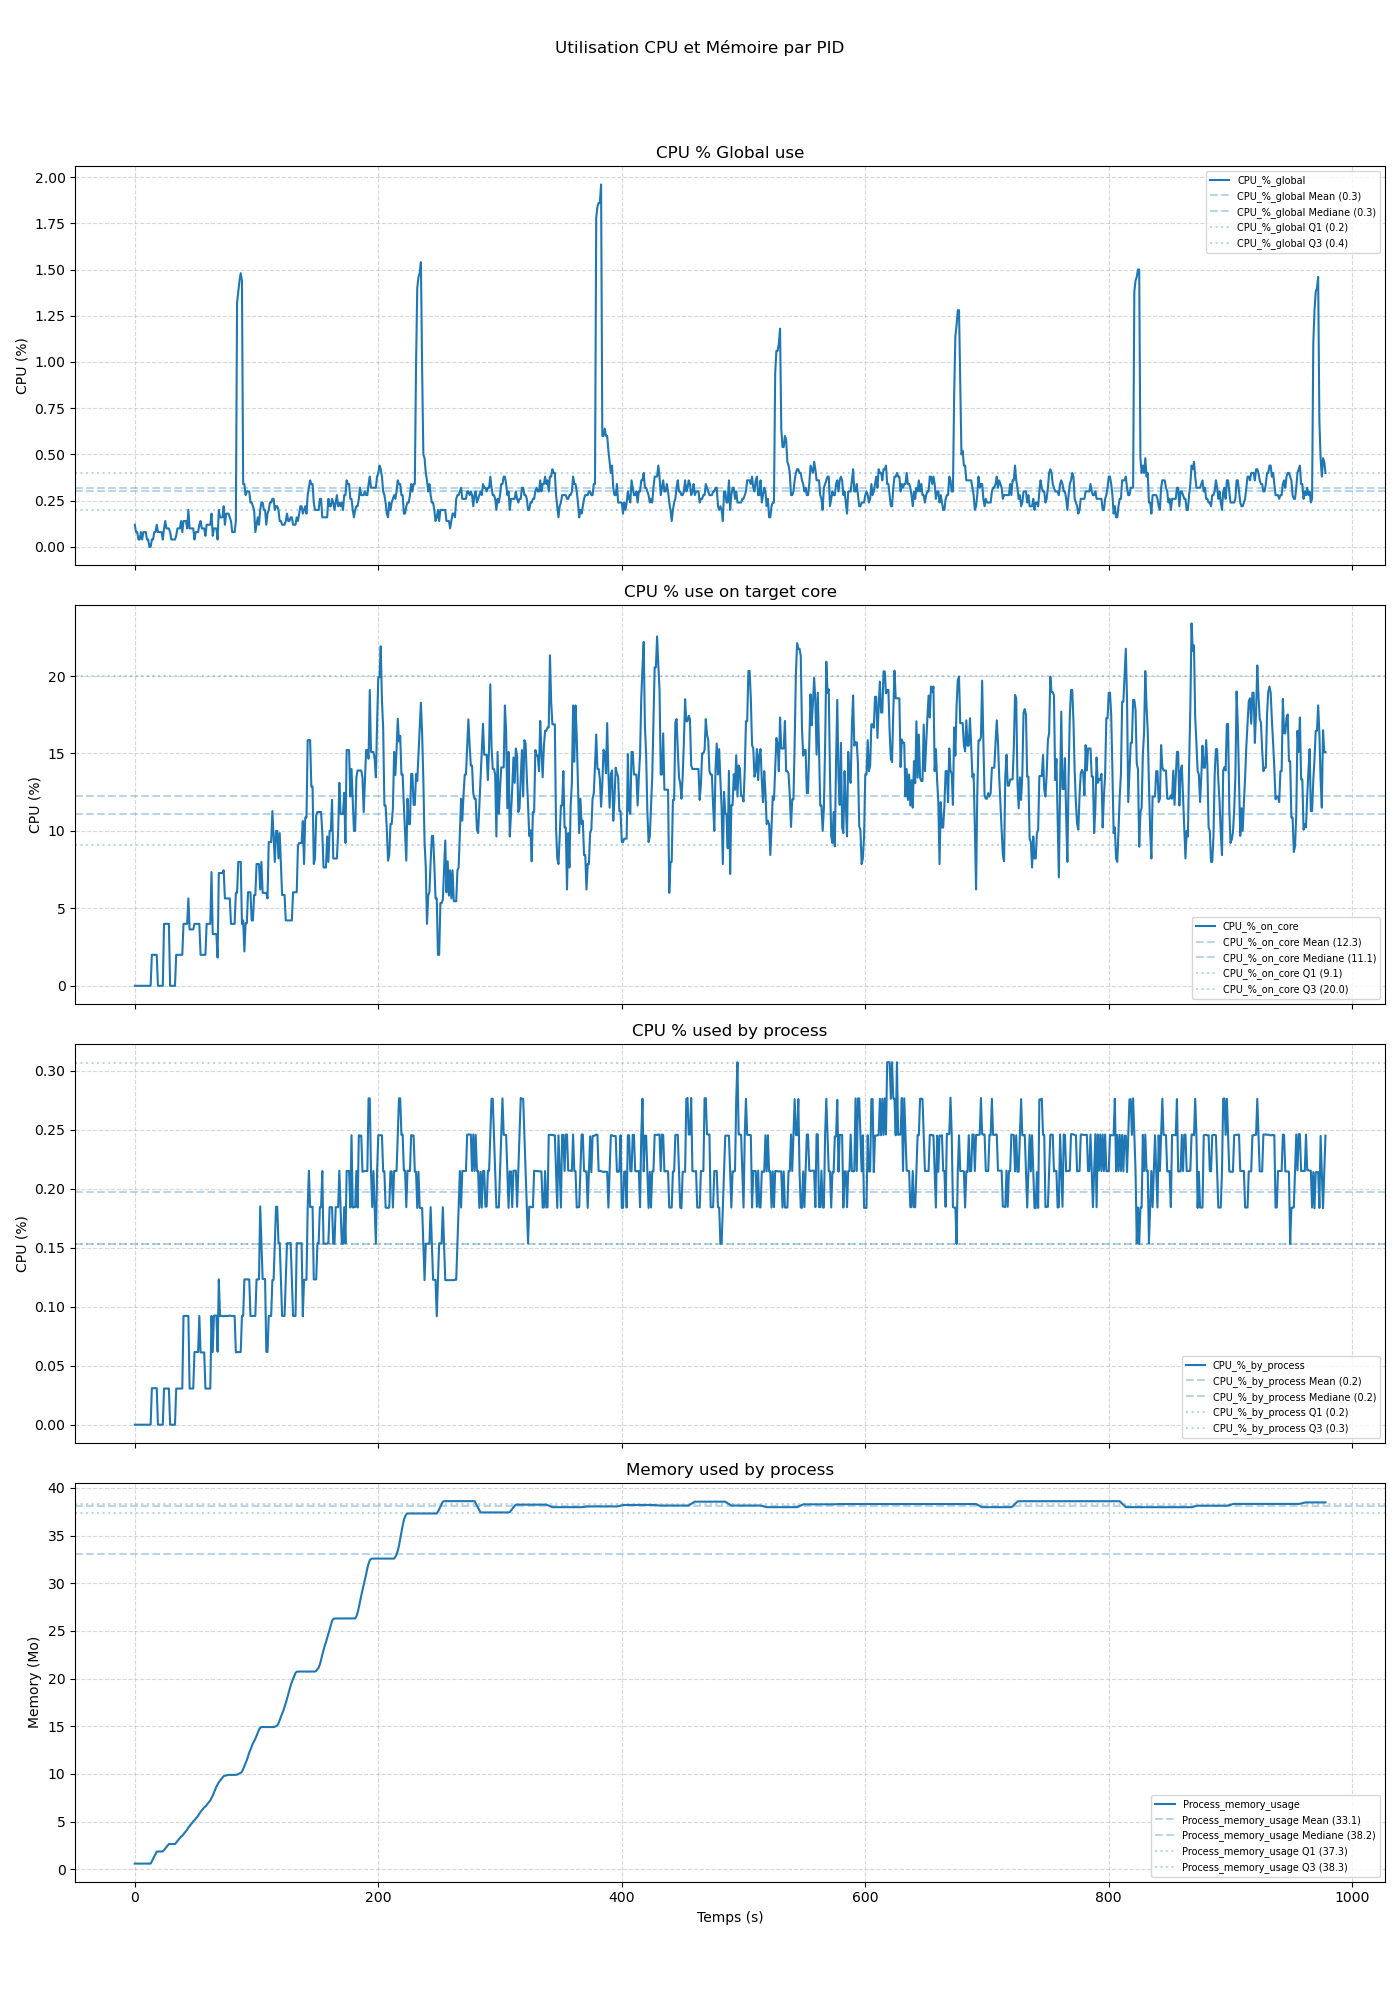 Utilisation CPU et Mémoire par PID
CPU % Global use
2.00
1.75
1.50
1.25
1.00
0.75
0.50
0.25
0.00
CPU (%)
CPU_%_global
CPU_%_global Mean (0.3)
CPU_%_global Mediane (0.3)
CPU_%_global Q1 (0.2)
CPU_%_global Q3 (0.4)
CPU % use on target core
20
15
10
5
0
CPU (%)
CPU_%_on_core
CPU_%_on_core Mean (12.3)
CPU_%_on_core Mediane (11.1)
CPU_%_on_core Q1 (9.1)
CPU_%_on_core Q3 (20.0)
CPU % used by process
0.30
0.25
0.20
0.15
0.10
0.05
0.00
CPU (%)
CPU_%_by_process
CPU_%_by_process Mean (0.2)
CPU_%_by_process Mediane (0.2)
CPU_%_by_process Q1 (0.2)
CPU_%_by_process Q3 (0.3)
Memory used by process
40
35
30
25
20
15
10
5
0
Memory (Mo)
Process_memory_usage
Process_memory_usage Mean (33.1)
Process_memory_usage Mediane (38.2)
Process_memory_usage Q1 (37.3)
Process_memory_usage Q3 (38.3)
0 200 400 600 800 1000
Temps (s)